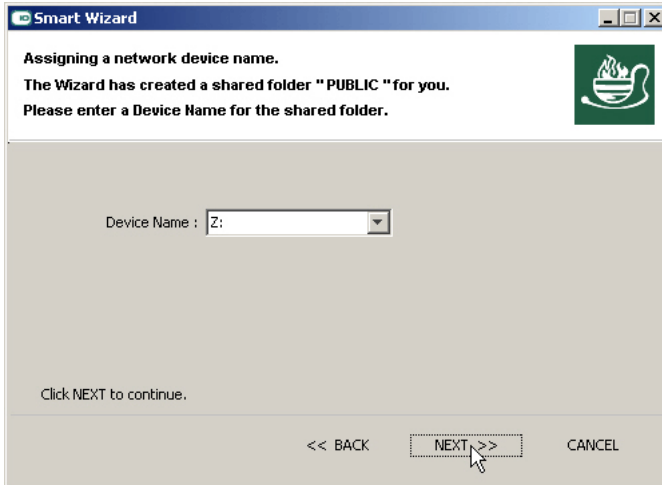 Smart Wizard
Assigning a network device name.
The Wizard has created a shared folder "PUBLIC "for you.
Please enter a Device Name for the shared folder.
Device Name : Z:
Click NEXT to continue.
<< BACK NEXT >> CANCEL